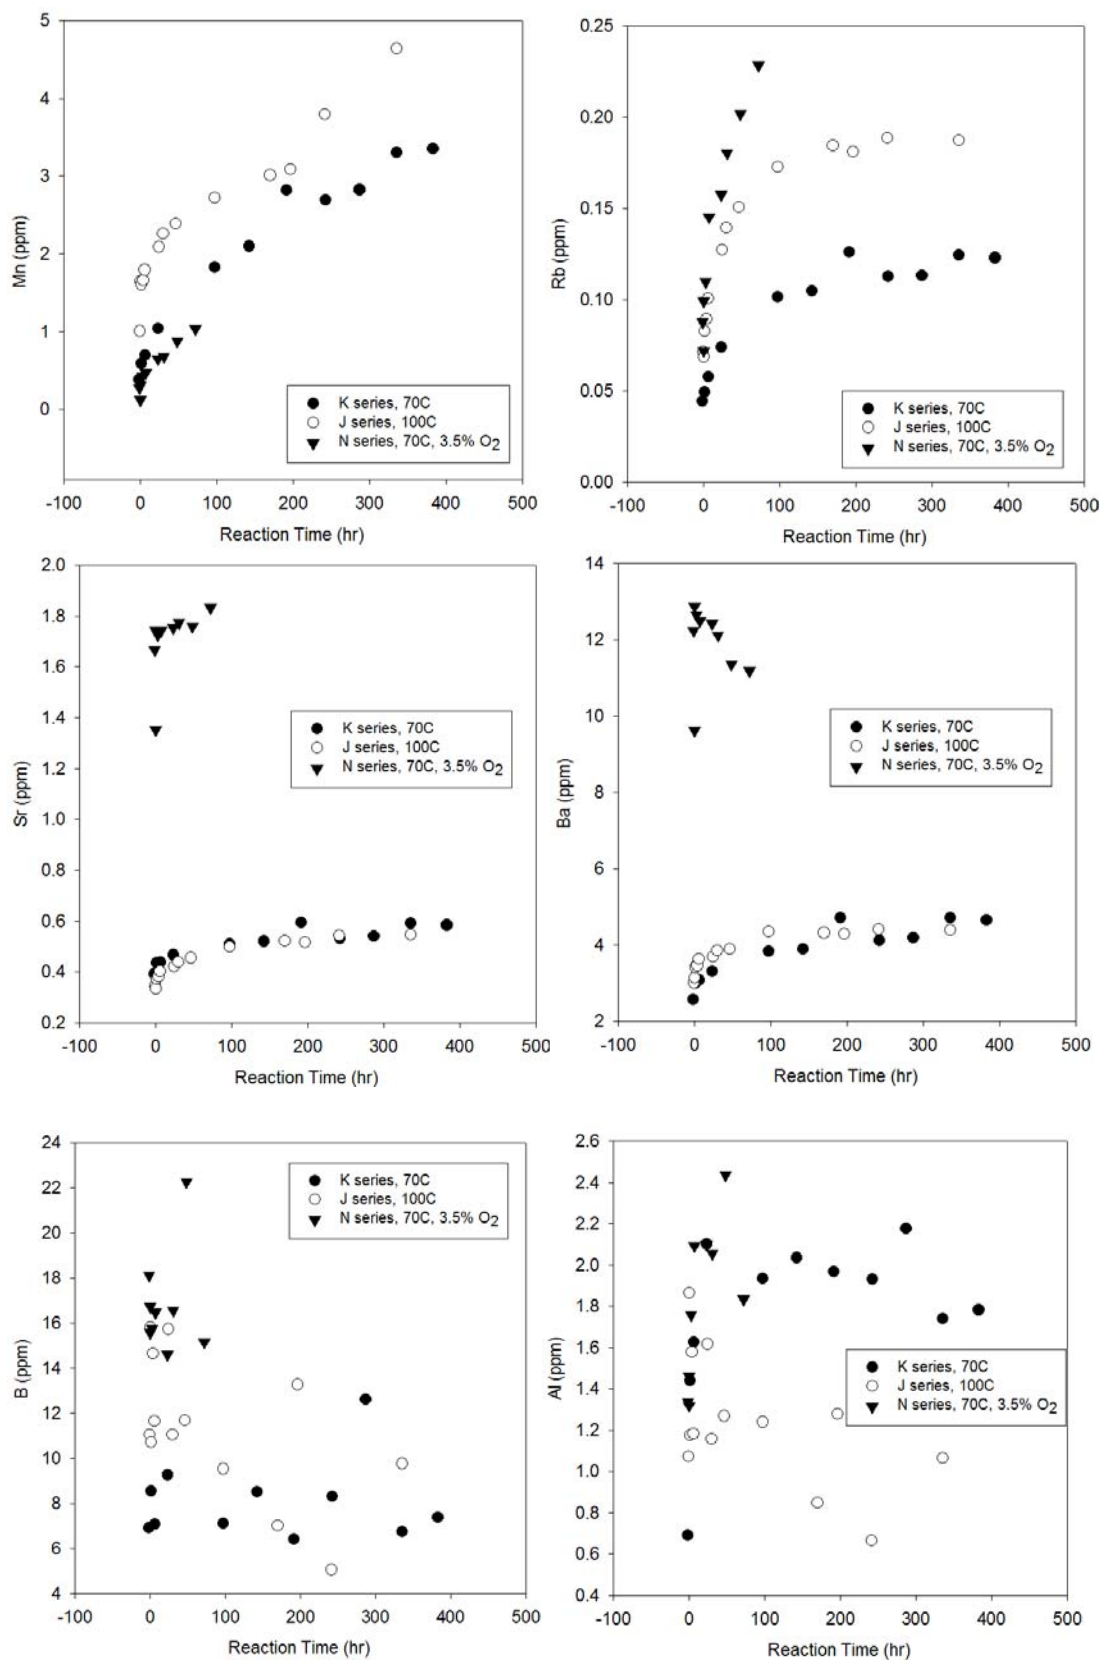 5
4
3
2
1
0
Mn (ppm)
K series, 70C
J series, 100C
N series, 70C, 3.5% O2
-100 0 100 200 300 400 500
Reaction Time (hr)
0.25
0.20
0.15
0.10
0.05
0.00
Rb (ppm)
K series, 70C
J series, 100C
N series, 70C, 3.5% O2
-100 0 100 200 300 400 500
Reaction Time (hr)
2.0
1.8
1.6
1.4
1.2
1.0
0.8
0.6
0.4
0.2
Sr (ppm)
K series, 70C
J series, 100C
N series, 70C, 3.5% O2
-100 0 100 200 300 400 500
Reaction Time (hr)
14
12
10
8
6
4
2
Ba (ppm)
K series, 70C
J series, 100C
N series, 70C, 3.5% O2
-100 0 100 200 300 400 500
Reaction Time (hr)
24
22
20
18
16
14
12
10
8
6
4
B (ppm)
K series, 70C
J series, 100C
N series, 70C, 3.5% O2
-100 0 100 200 300 400 500
Reaction Time (hr)
2.6
2.4
2.2
2.0
1.8
1.6
1.4
1.2
1.0
0.8
0.6
0.4
Al (ppm)
K series, 70C
J series, 100C
N series, 70C, 3.5% O2
-100 0 100 200 300 400 500
Reaction Time (hr)